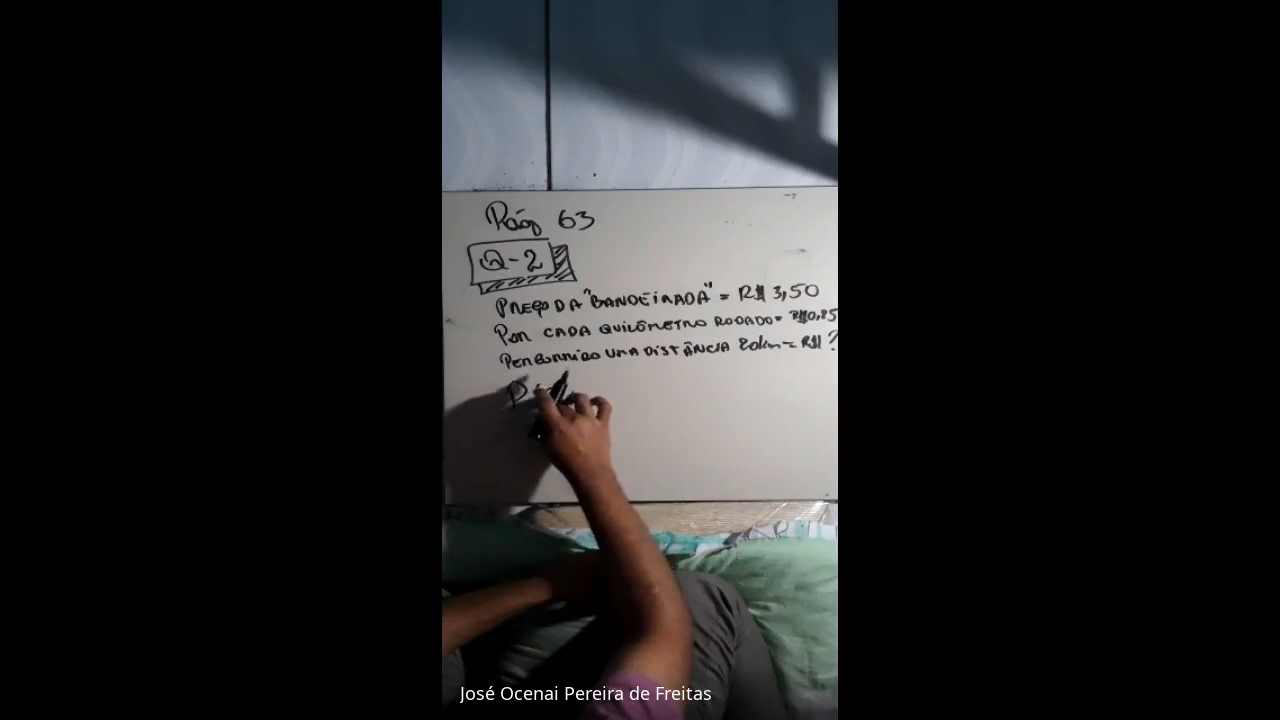 Pág 63
Q-2
PREÇO DA "BANDEIRADA" = R$ 3,50
POR CADA QUILÔMETRO RODADO = R$0,85
PERCORRIDO UMA DISTÂNCIA 20km = R$ ?
P
José Ocenai Pereira de Freitas